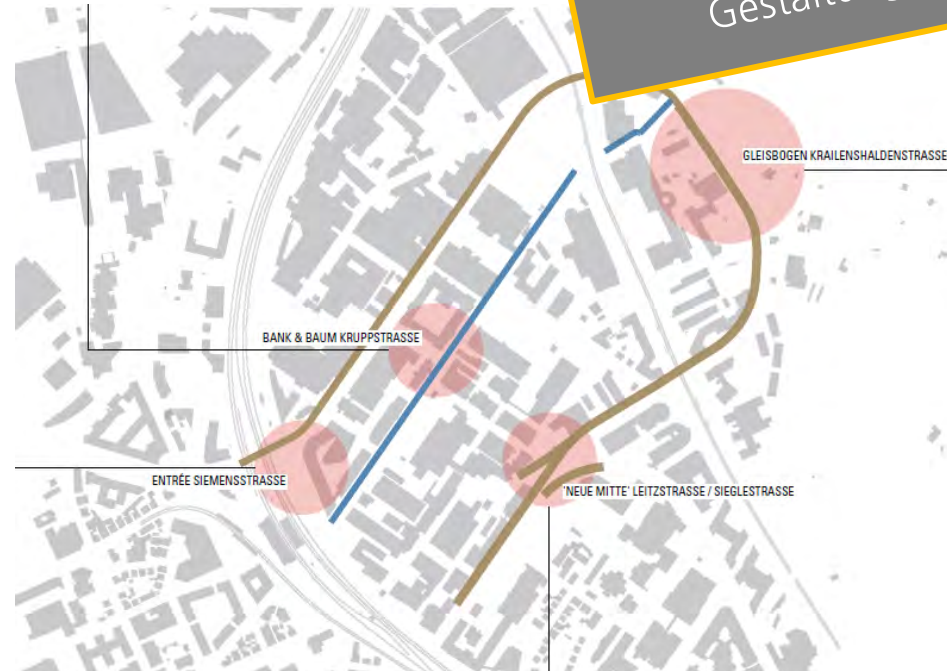 GLEISBOGEN KRAILENSHALDENSTRASSE
BANK & BAUM KRUPPSTRASSE
ENTRÉE SIEMENSSTRASSE
'NEUE MITTE' LEITZSTRASSE / SIEGLESTRASSE